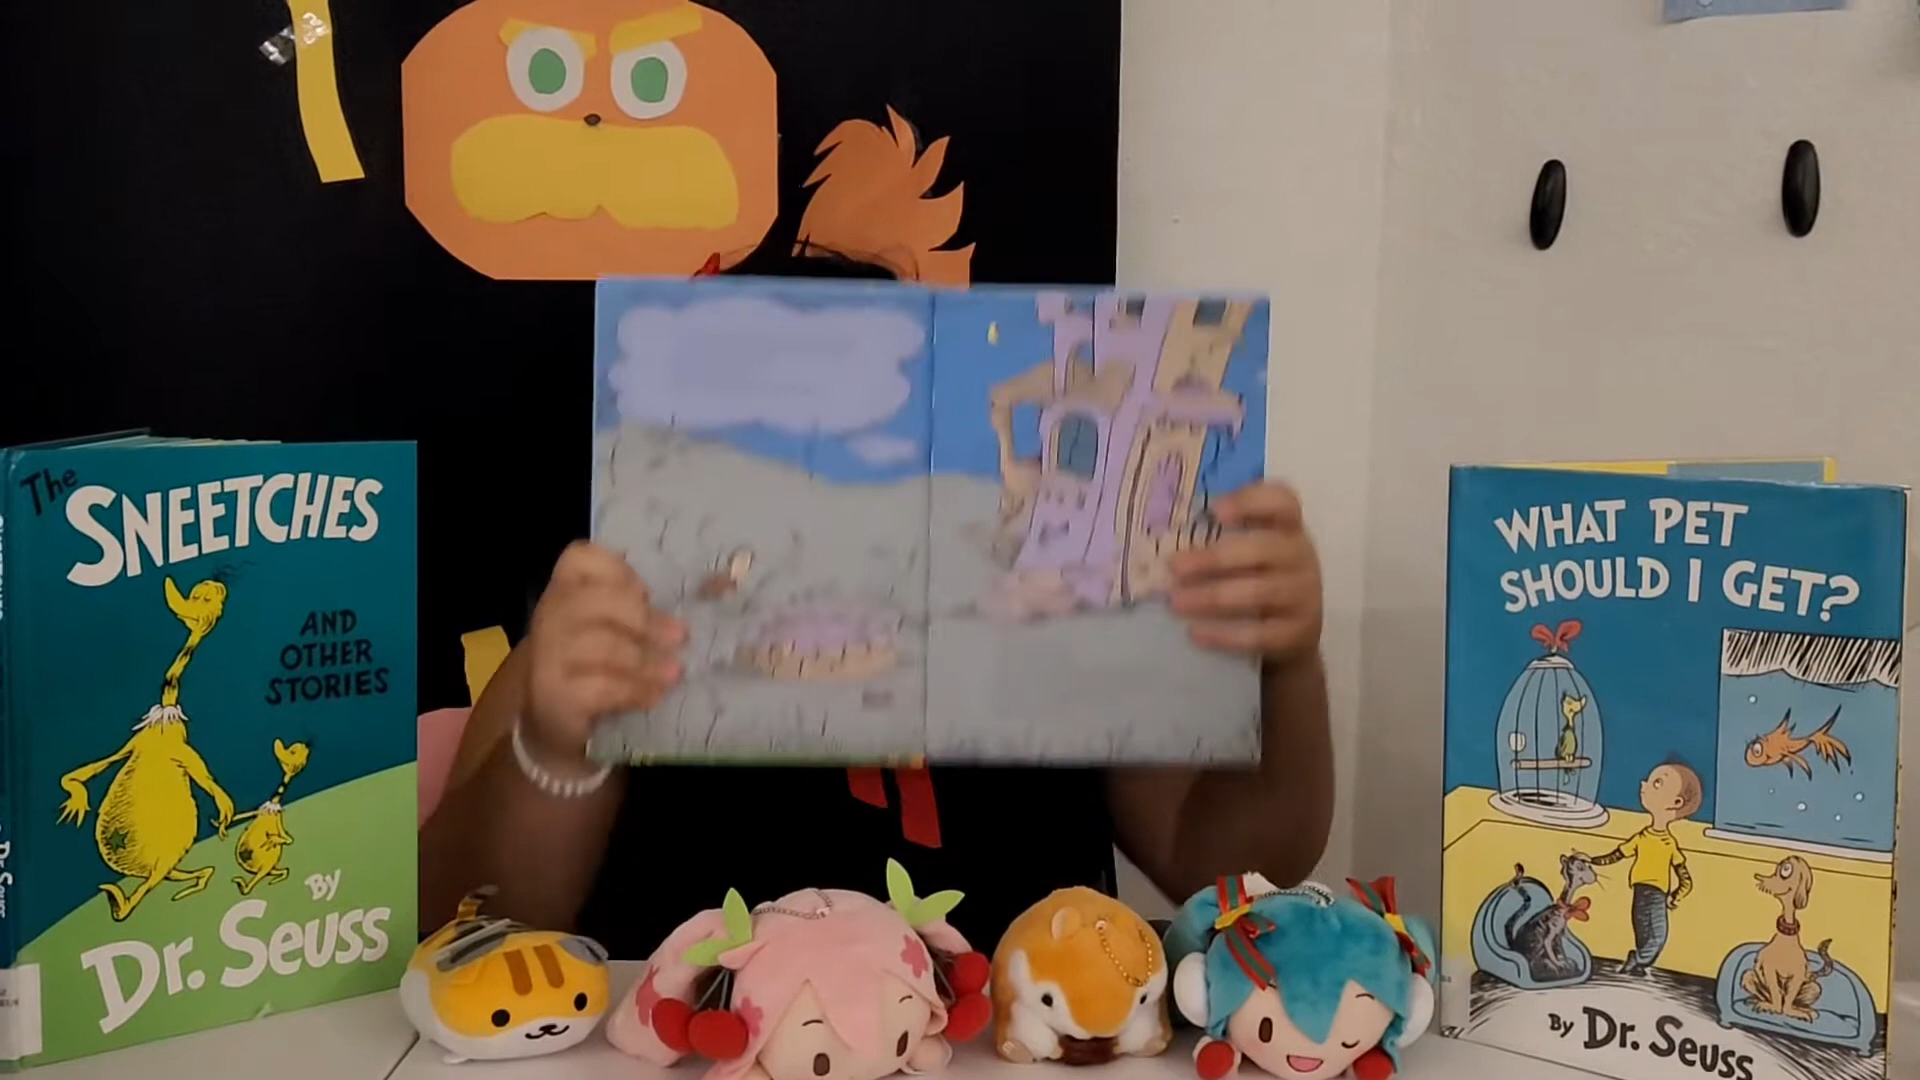 The
SNEETCHES
AND
OTHER
STORIES
BY
Dr. Seuss
WHAT PET
SHOULD I GET?
By Dr. Seuss